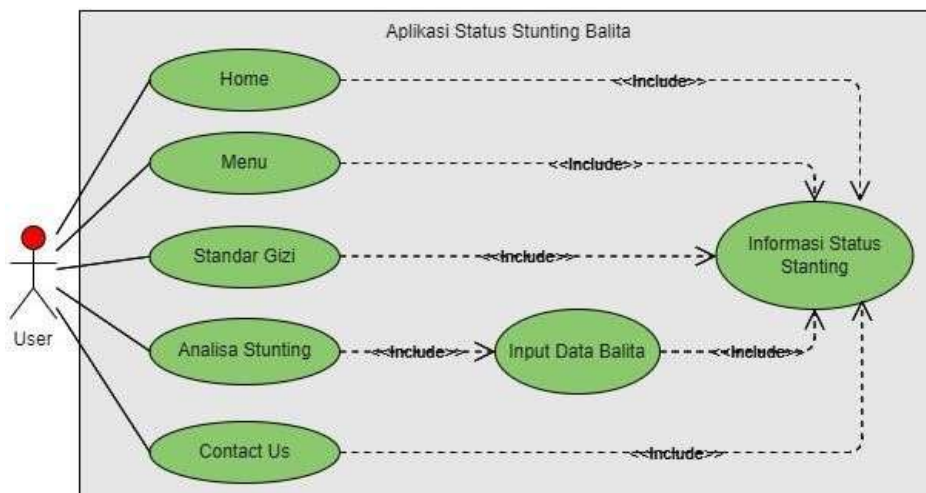 Aplikasi Status Stunting Balita
Home
<<Include>>
Menu
<<Include>>
Standar Gizi
<<Include>>
Informasi Status
Stanting
User
Analisa Stunting
<<Include>>
Input Data Balita
<<Include>>
Contact Us
<<Include>>